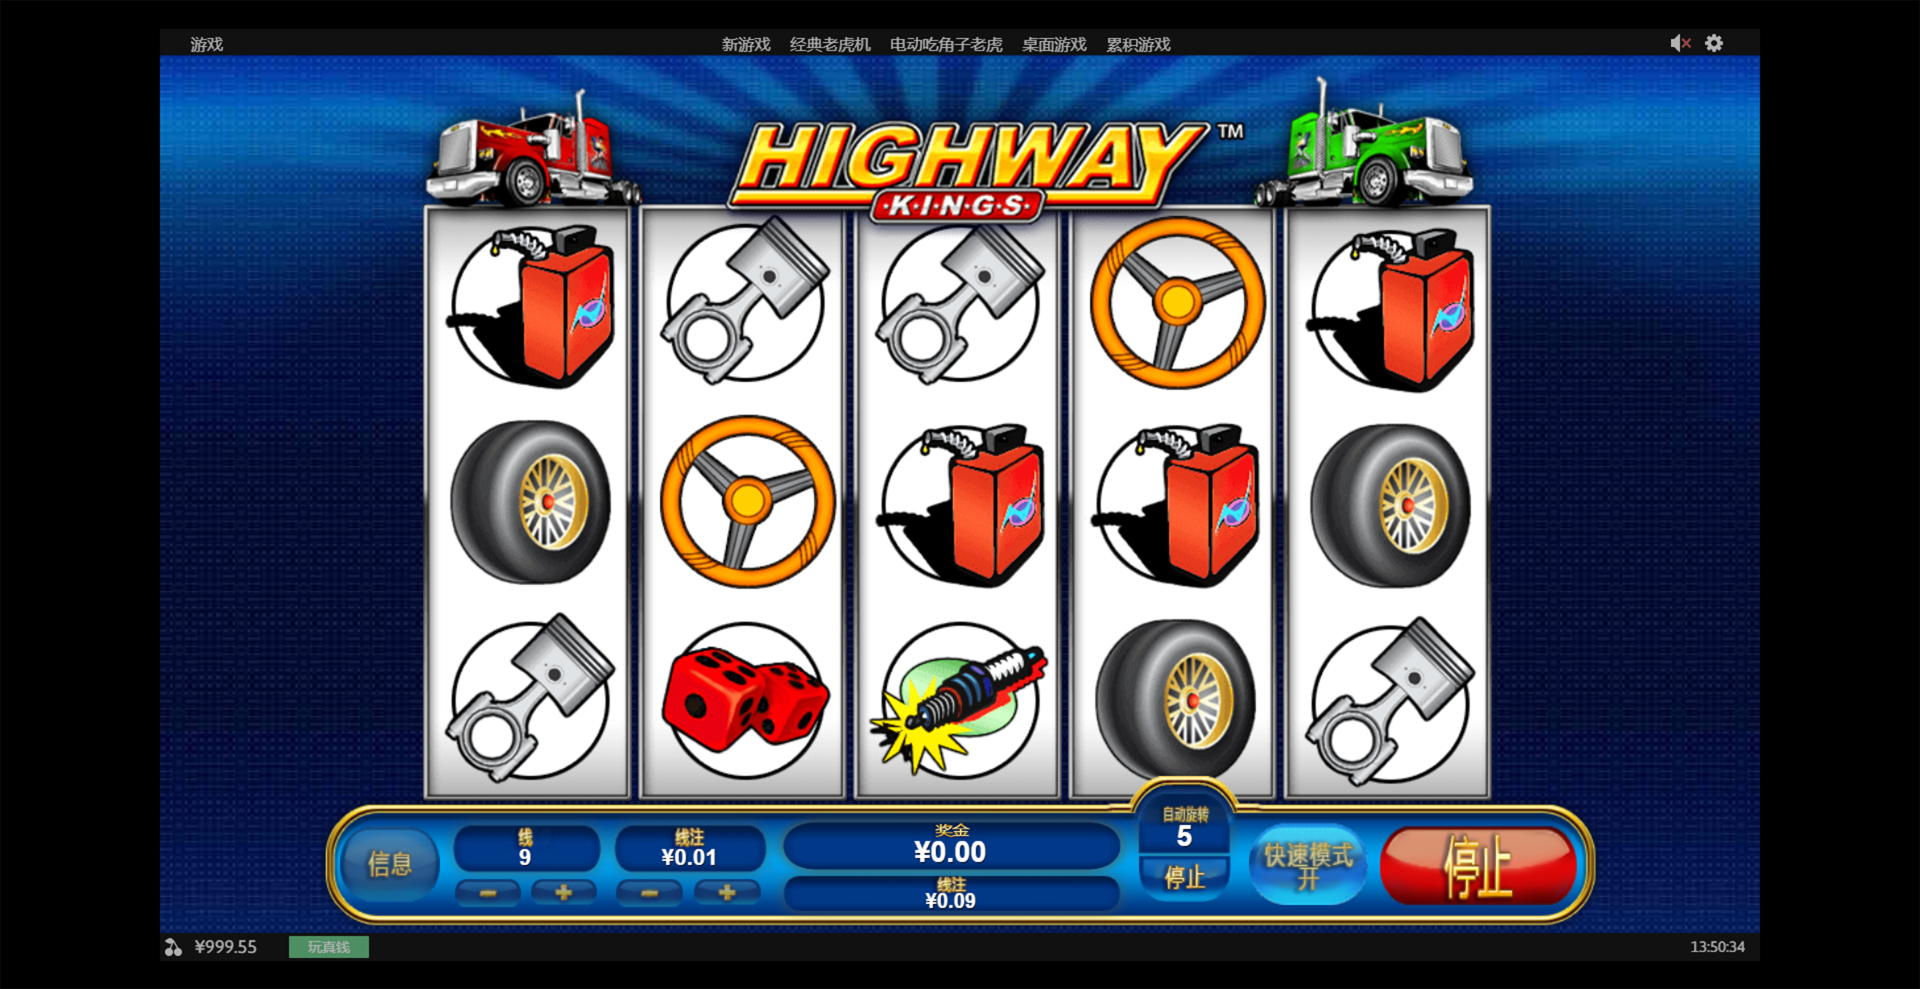 游戏
新游戏 经典老虎机 电动吃角子老虎 桌面游戏 累积游戏
HIGHWAY™
·K·I·N·G·S·
信息
线
9
线注
¥0.01
奖金
¥0.00
线注
¥0.09
自动旋转
5
停止
快速模式
开
停止
¥999.55
玩真钱
13:50:34